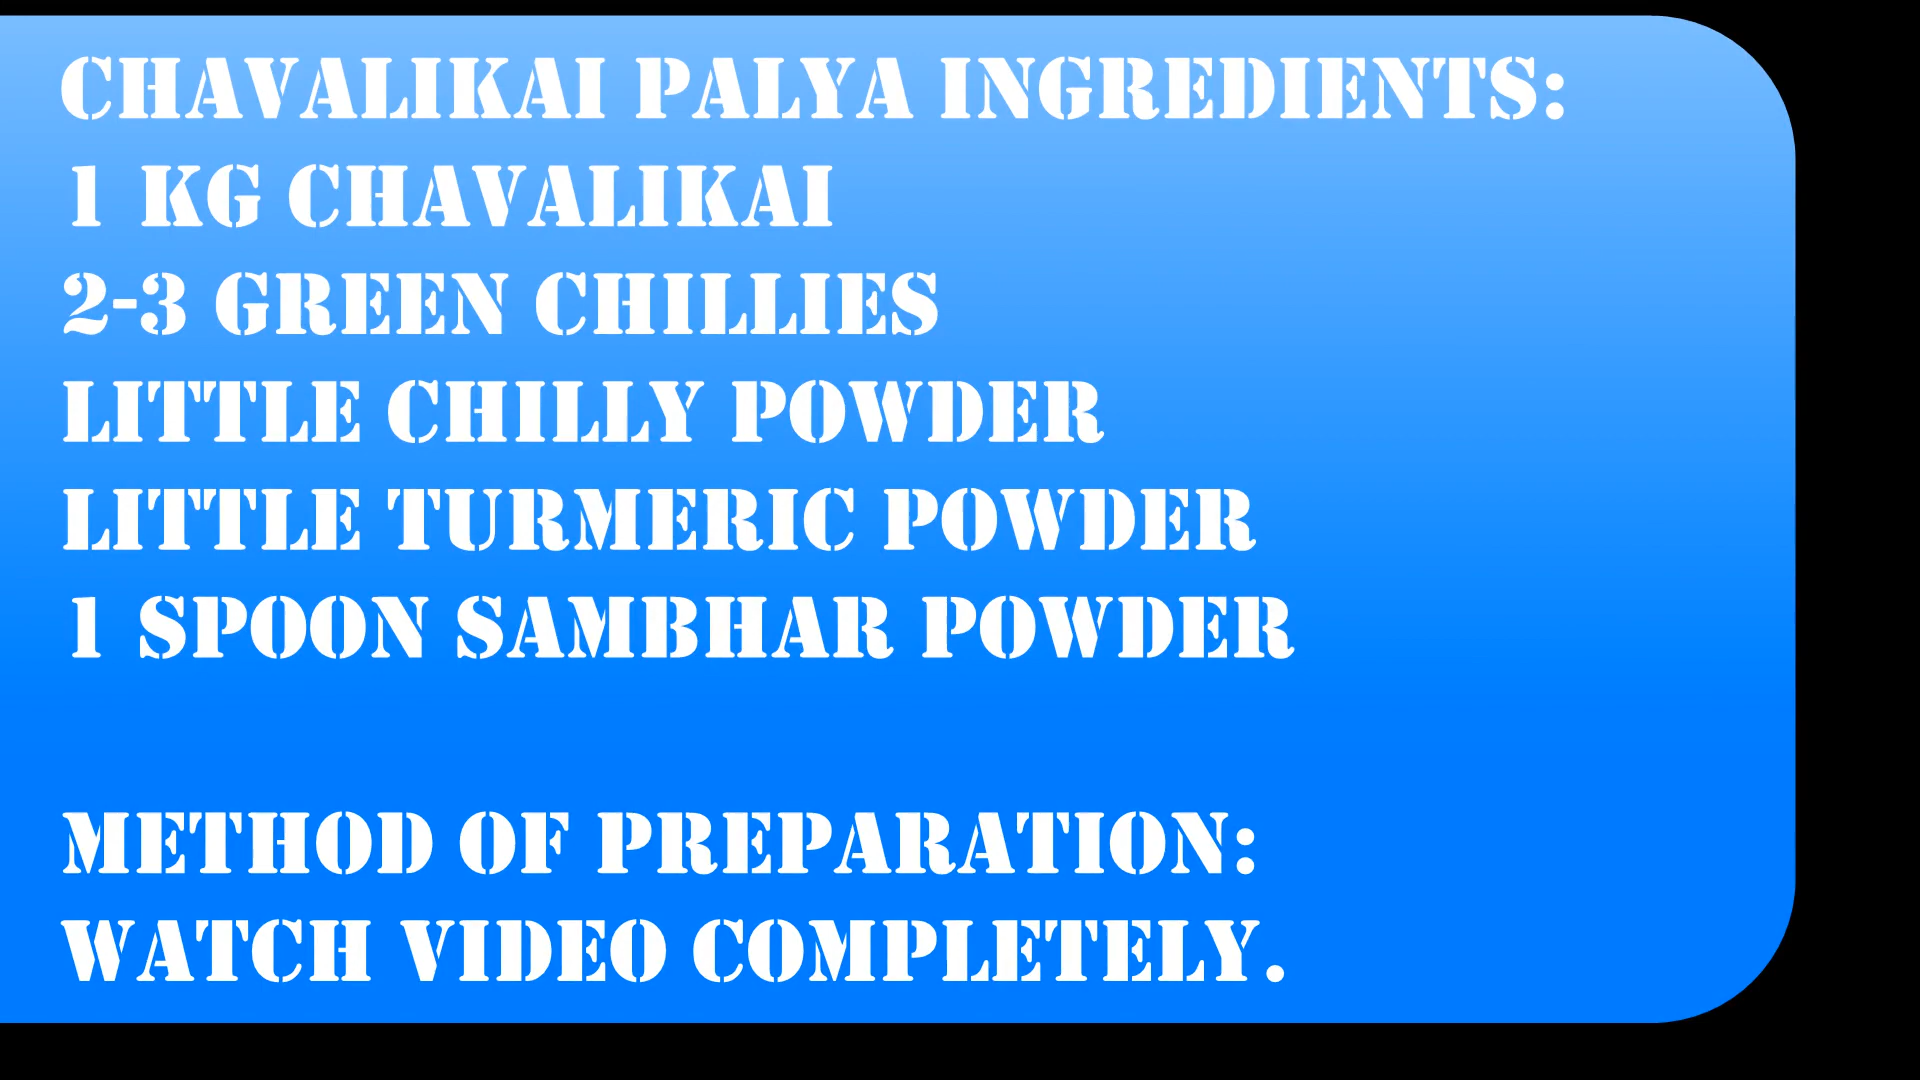 CHAVALIKAI PALYA INGREDIENTS:
1 KG CHAVALIKAI
2-3 GREEN CHILLIES
LITTLE CHILLY POWDER
LITTLE TURMERIC POWDER
1 SPOON SAMBHAR POWDER
METHOD OF PREPARATION:
WATCH VIDEO COMPLETELY.